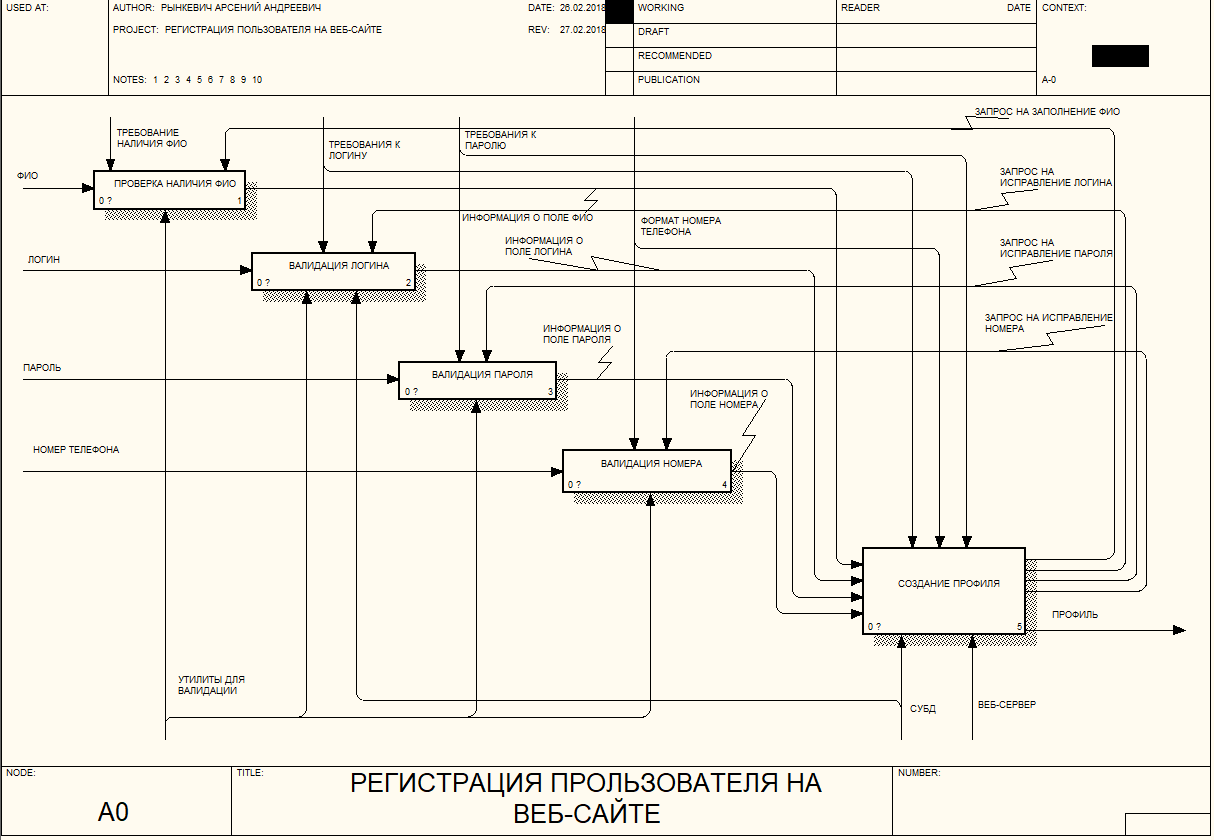 USED AT:
AUTHOR: РЫНКЕВИЧ АРСЕНИЙ АНДРЕЕВИЧ
DATE: 26.02.2018
WORKING
READER
DATE
CONTEXT:
PROJECT: РЕГИСТРАЦИЯ ПОЛЬЗОВАТЕЛЯ НА ВЕБ-САЙТЕ
REV: 27.02.2018
DRAFT
RECOMMENDED
NOTES: 1 2 3 4 5 6 7 8 9 10
PUBLICATION
A-0
ЗАПРОС НА ЗАПОЛНЕНИЕ ФИО
ТРЕБОВАНИЕ
НАЛИЧИЯ ФИО
ТРЕБОВАНИЯ К
ЛОГИНУ
ТРЕБОВАНИЯ К
ПАРОЛЮ
ФИО
ПРОВЕРКА НАЛИЧИЯ ФИО
0 ?
1
ЗАПРОС НА
ИСПРАВЛЕНИЕ ЛОГИНА
ИНФОРМАЦИЯ О ПОЛЕ ФИО
ФОРМАТ НОМЕРА
ТЕЛЕФОНА
ИНФОРМАЦИЯ О
ПОЛЕ ЛОГИНА
ЗАПРОС НА
ИСПРАВЛЕНИЕ ПАРОЛЯ
ЛОГИН
ВАЛИДАЦИЯ ЛОГИНА
0 ?
2
ЗАПРОС НА ИСПРАВЛЕНИЕ
НОМЕРА
ИНФОРМАЦИЯ О
ПОЛЕ ПАРОЛЯ
ПАРОЛЬ
ВАЛИДАЦИЯ ПАРОЛЯ
0 ?
3
ИНФОРМАЦИЯ О
ПОЛЕ НОМЕРА
НОМЕР ТЕЛЕФОНА
ВАЛИДАЦИЯ НОМЕРА
0 ?
4
СОЗДАНИЕ ПРОФИЛЯ
0 ?
5
ПРОФИЛЬ
УТИЛИТЫ ДЛЯ
ВАЛИДАЦИИ
СУБД
ВЕБ-СЕРВЕР
NODE:
TITLE:
NUMBER:
A0
РЕГИСТРАЦИЯ ПРОЛЬЗОВАТЕЛЯ НА
ВЕБ-САЙТЕ